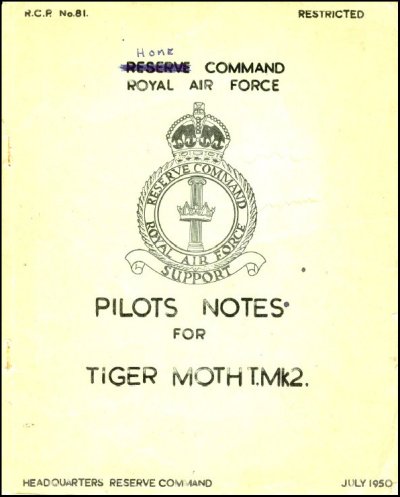 R.C.P. No.81.
RESTRICTED
Home
RESERVE COMMAND
ROYAL AIR FORCE
RESERVE COMMAND
ROYAL AIR FORCE
SUPPORT
PILOTS NOTES
FOR
TIGER MOTH T.Mk2.
HEADQUARTERS RESERVE COMMAND
JULY 1950